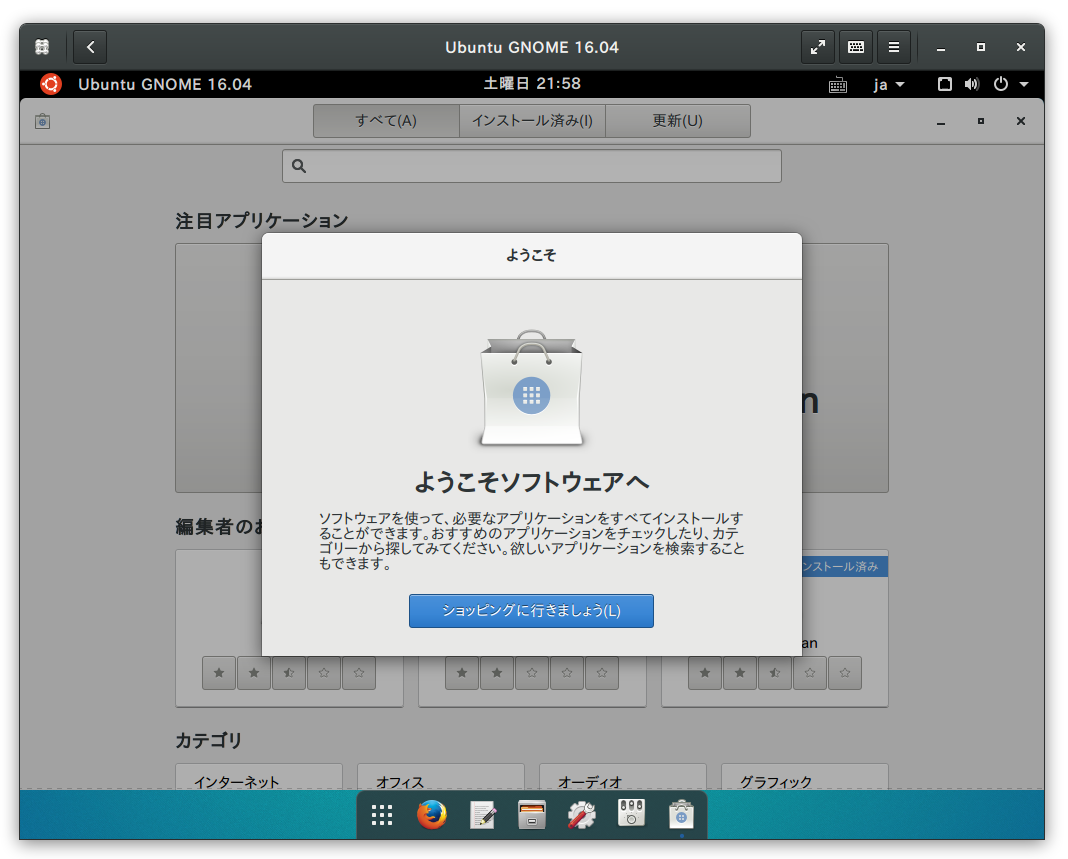 Ubuntu GNOME 16.04
Ubuntu GNOME 16.04 土曜日 21:58 ja
すべて(A) インストール済み(I) 更新(U)
注目アプリケーション
ようこそ
ようこそソフトウェアへ
ソフトウェアを使って、必要なアプリケーションをすべてインストールす
ることができます。おすすめのアプリケーションをチェックしたり、カテ
ゴリーから探してみてください。欲しいアプリケーションを検索すること
もできます。
ショッピングに行きましょう(L)
編集者のお
ンストール済み
an
カテゴリ
インターネット オフィス オーディオ グラフィック